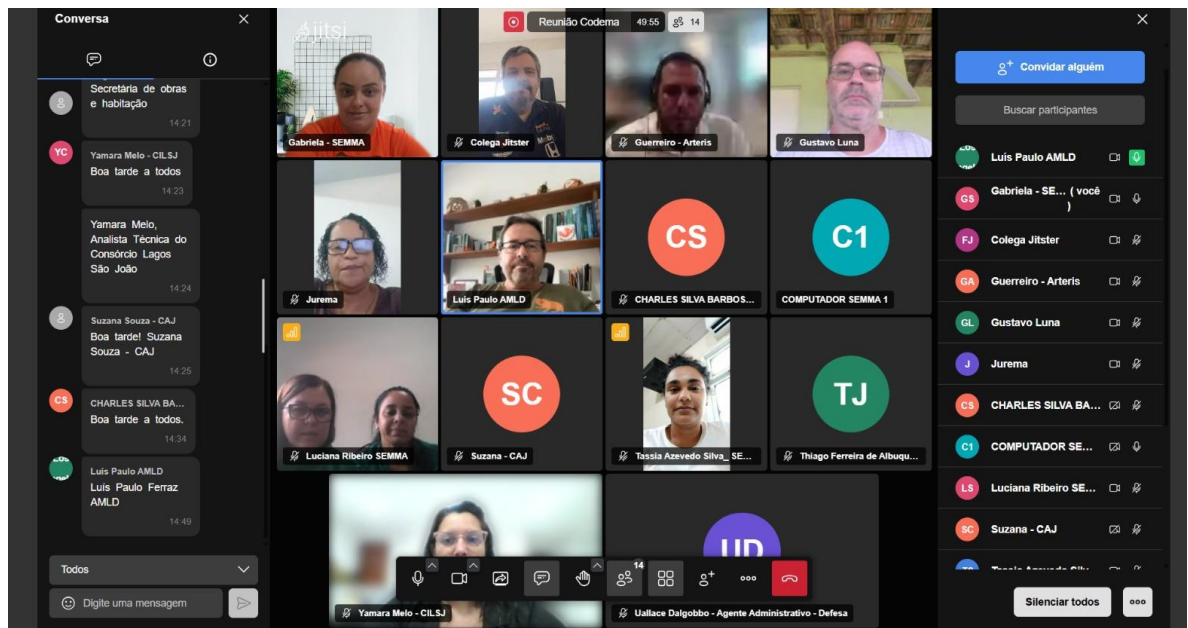 Conversa
Secretária de obras
e habitação
14:21
YC
Yamara Melo - CILSJ
Boa tarde a todos
14:23
Yamara Melo,
Analista Técnica do
Consórcio Lagos
São João
14:24
Suzana Souza - CAJ
Boa tarde! Suzana
Souza - CAJ
14:25
CS
CHARLES SILVA BA...
Boa tarde a todos.
14:34
Luis Paulo AMLD
Luís Paulo Ferraz
AMLD
14:49
Todos
Digite uma mensagem
jitsi
Reunião Codema 49:55 14
Gabriela - SEMMA
Colega Jitster
Guerreiro - Arteris
Gustavo Luna
Jurema
Luis Paulo AMLD
CS
CHARLES SILVA BARBOS...
C1
COMPUTADOR SEMMA 1
Luciana Ribeiro SEMMA
SC
Suzana - CAJ
Tassia Azevedo Silva_ SE...
TJ
Thiago Ferreira de Albuqu...
Yamara Melo - CILSJ
UD
Uallace Dalgobbo - Agente Administrativo - Defesa
14
Convidar alguém
Buscar participantes
Luis Paulo AMLD
GS
Gabriela - SE... ( você
)
FJ
Colega Jitster
GA
Guerreiro - Arteris
GL
Gustavo Luna
J
Jurema
CS
CHARLES SILVA BA...
C1
COMPUTADOR SE...
LS
Luciana Ribeiro SE...
SC
Suzana - CAJ
Silenciar todos